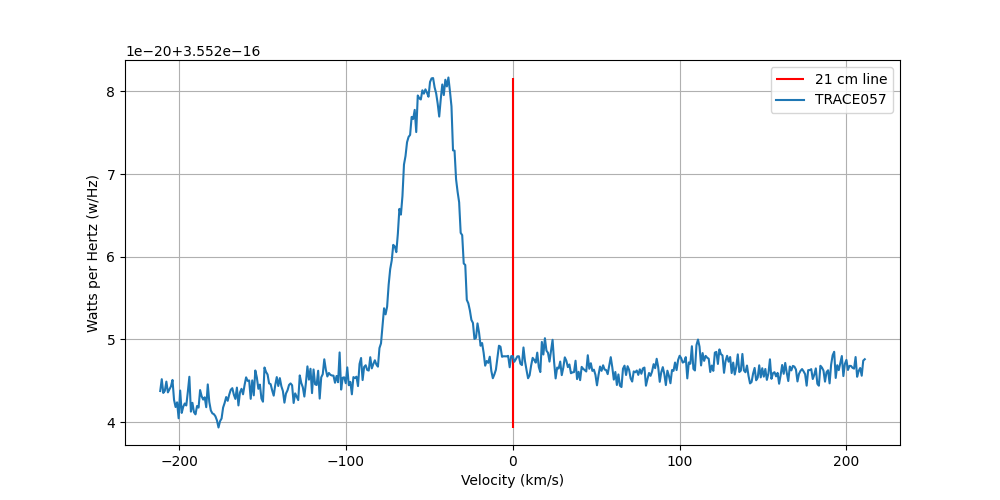 1e−20+3.552e−16
21 cm line
TRACE057
8
7
6
5
4
Watts per Hertz (w/Hz)
−200 −100 0 100 200
Velocity (km/s)